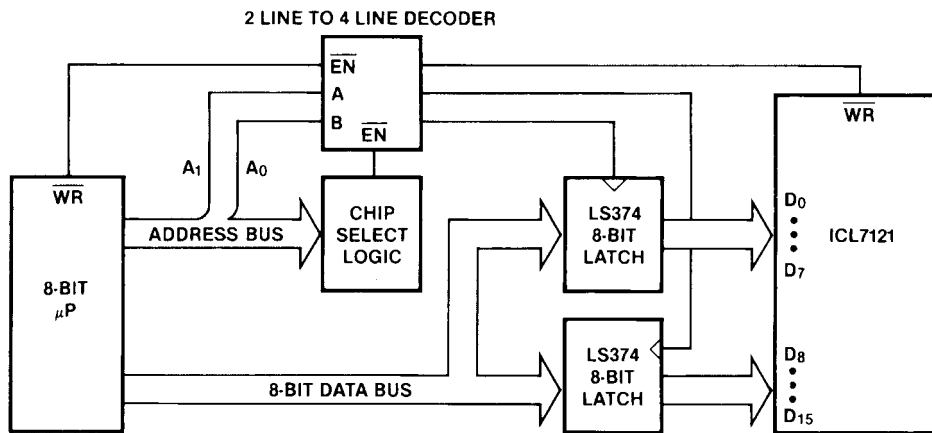 2 LINE TO 4 LINE DECODER
EN
A
B
EN
A1
A0
WR
8-BIT
μP
ADDRESS BUS
CHIP
SELECT
LOGIC
8-BIT DATA BUS
LS374
8-BIT
LATCH
LS374
8-BIT
LATCH
WR
ICL7121
D0
D7
D8
D15